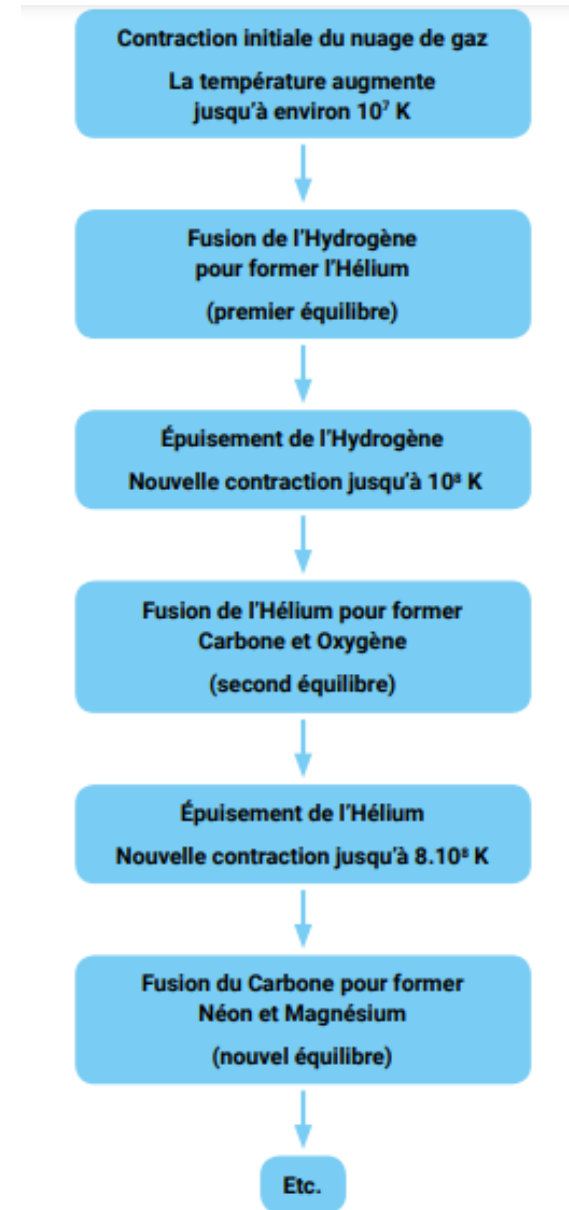 Contraction initiale du nuage de gaz
La température augmente
jusqu'à environ 10⁷ K
Fusion de l'Hydrogène
pour former l'Hélium
(premier équilibre)
Épuisement de l'Hydrogène
Nouvelle contraction jusqu'à 10⁸ K
Fusion de l'Hélium pour former
Carbone et Oxygène
(second équilibre)
Épuisement de l'Hélium
Nouvelle contraction jusqu'à 8.10⁸ K
Fusion du Carbone pour former
Néon et Magnésium
(nouvel équilibre)
Etc.